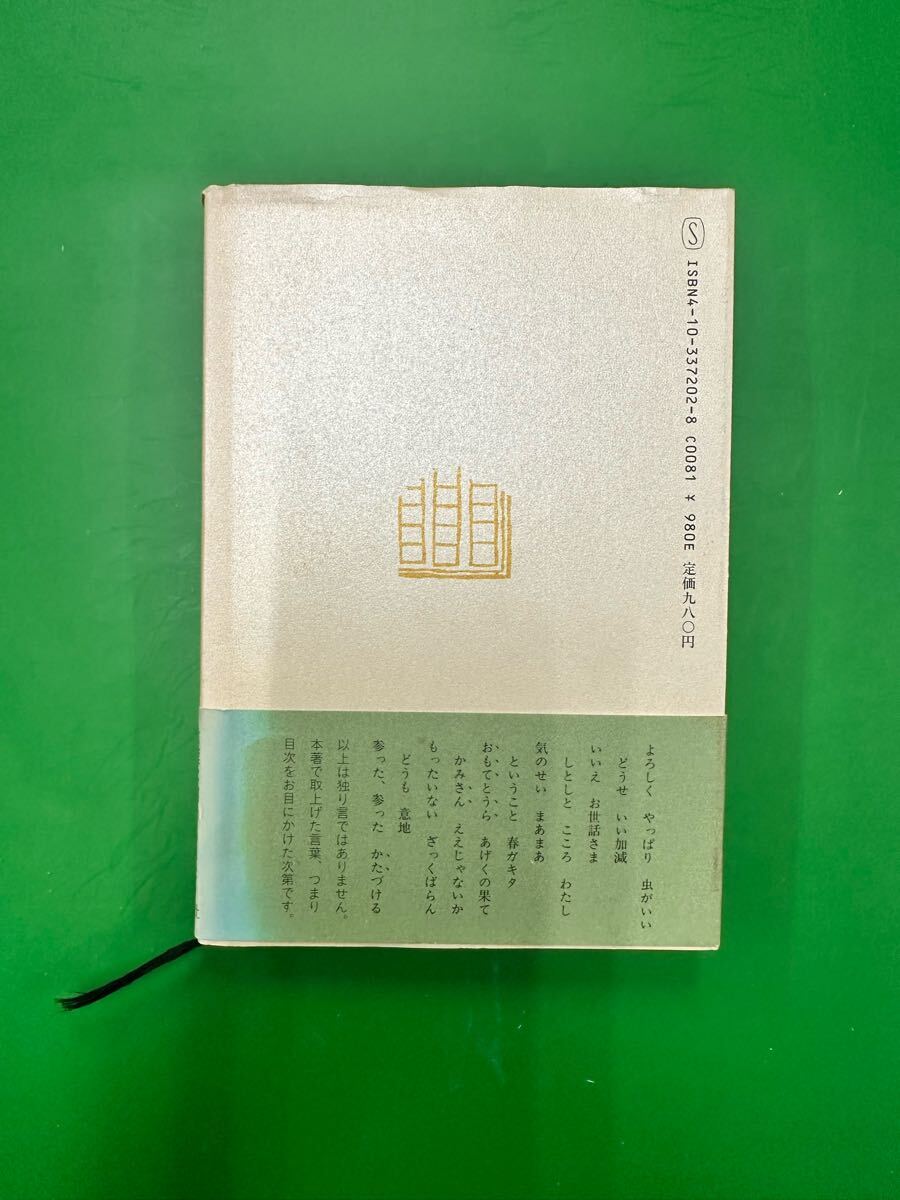 ISBN4-10-337202-8 C0081 ¥ 980E 定価九八〇円
よろしく　やっぱり　虫がいい
どうせ　いい加減
いいえ　お世話さま
しとしと　こころ　わたし
気のせい　まあまあ
ということ　春ガキタ
おもてとうら　あげくの果て
かみさん　ええじゃないか
もったいない　ざっくばらん
どうも　意地
参った、参った　かたづける
以上は独り言ではありません。
本著で取上げた言葉、つまり
目次をお目にかけた次第です。